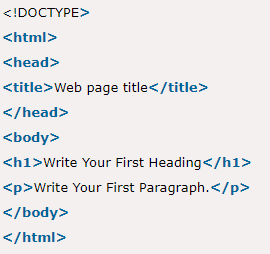 <!DOCTYPE>
<html>
<head>
<title>Web page title</title>
</head>
<body>
<h1>Write Your First Heading</h1>
<p>Write Your First Paragraph.</p>
</body>
</html>